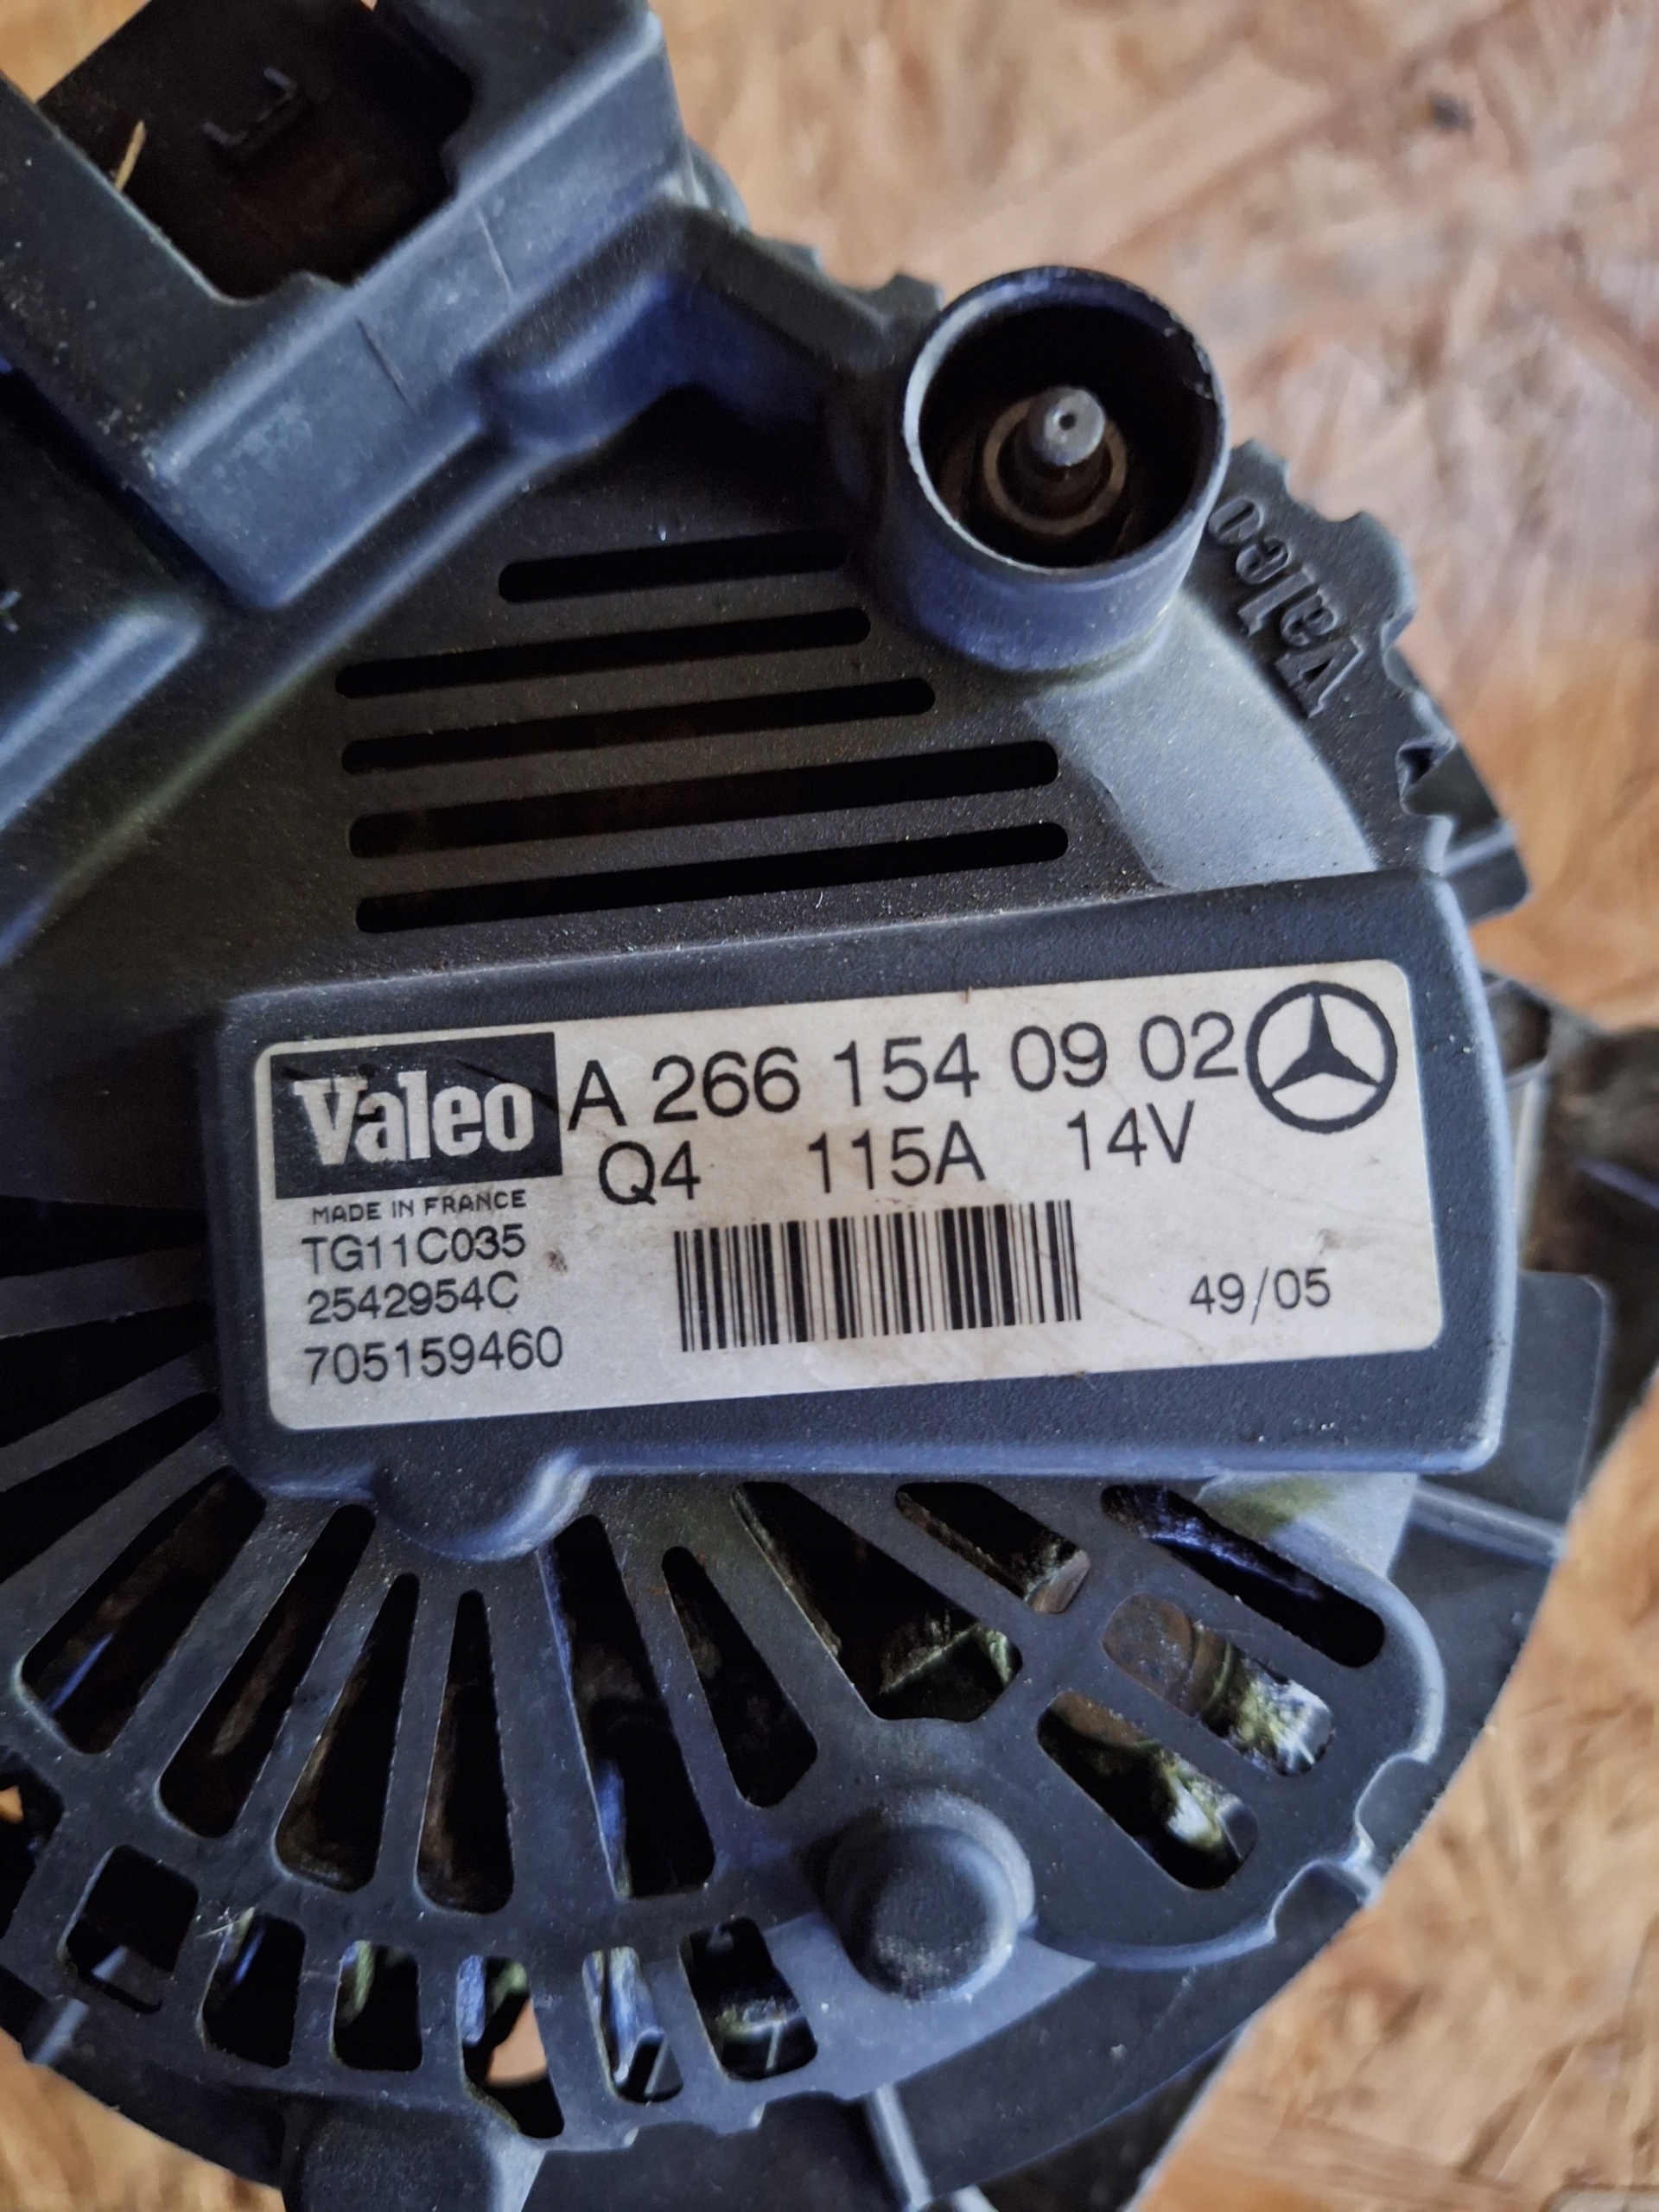 Valeo
Valeo A 266 154 09 02
Q4 115A 14V
MADE IN FRANCE
TG11C035
2542954C
705159460
49/05